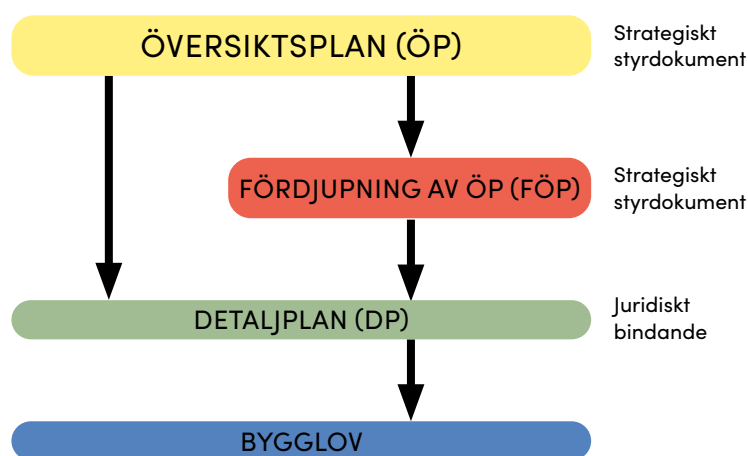 ÖVERSIKTSPLAN (ÖP)
Strategiskt
styrdokument
FÖRDJUPNING AV ÖP (FÖP)
Strategiskt
styrdokument
DETALJPLAN (DP)
Juridiskt
bindande
BYGGLOV